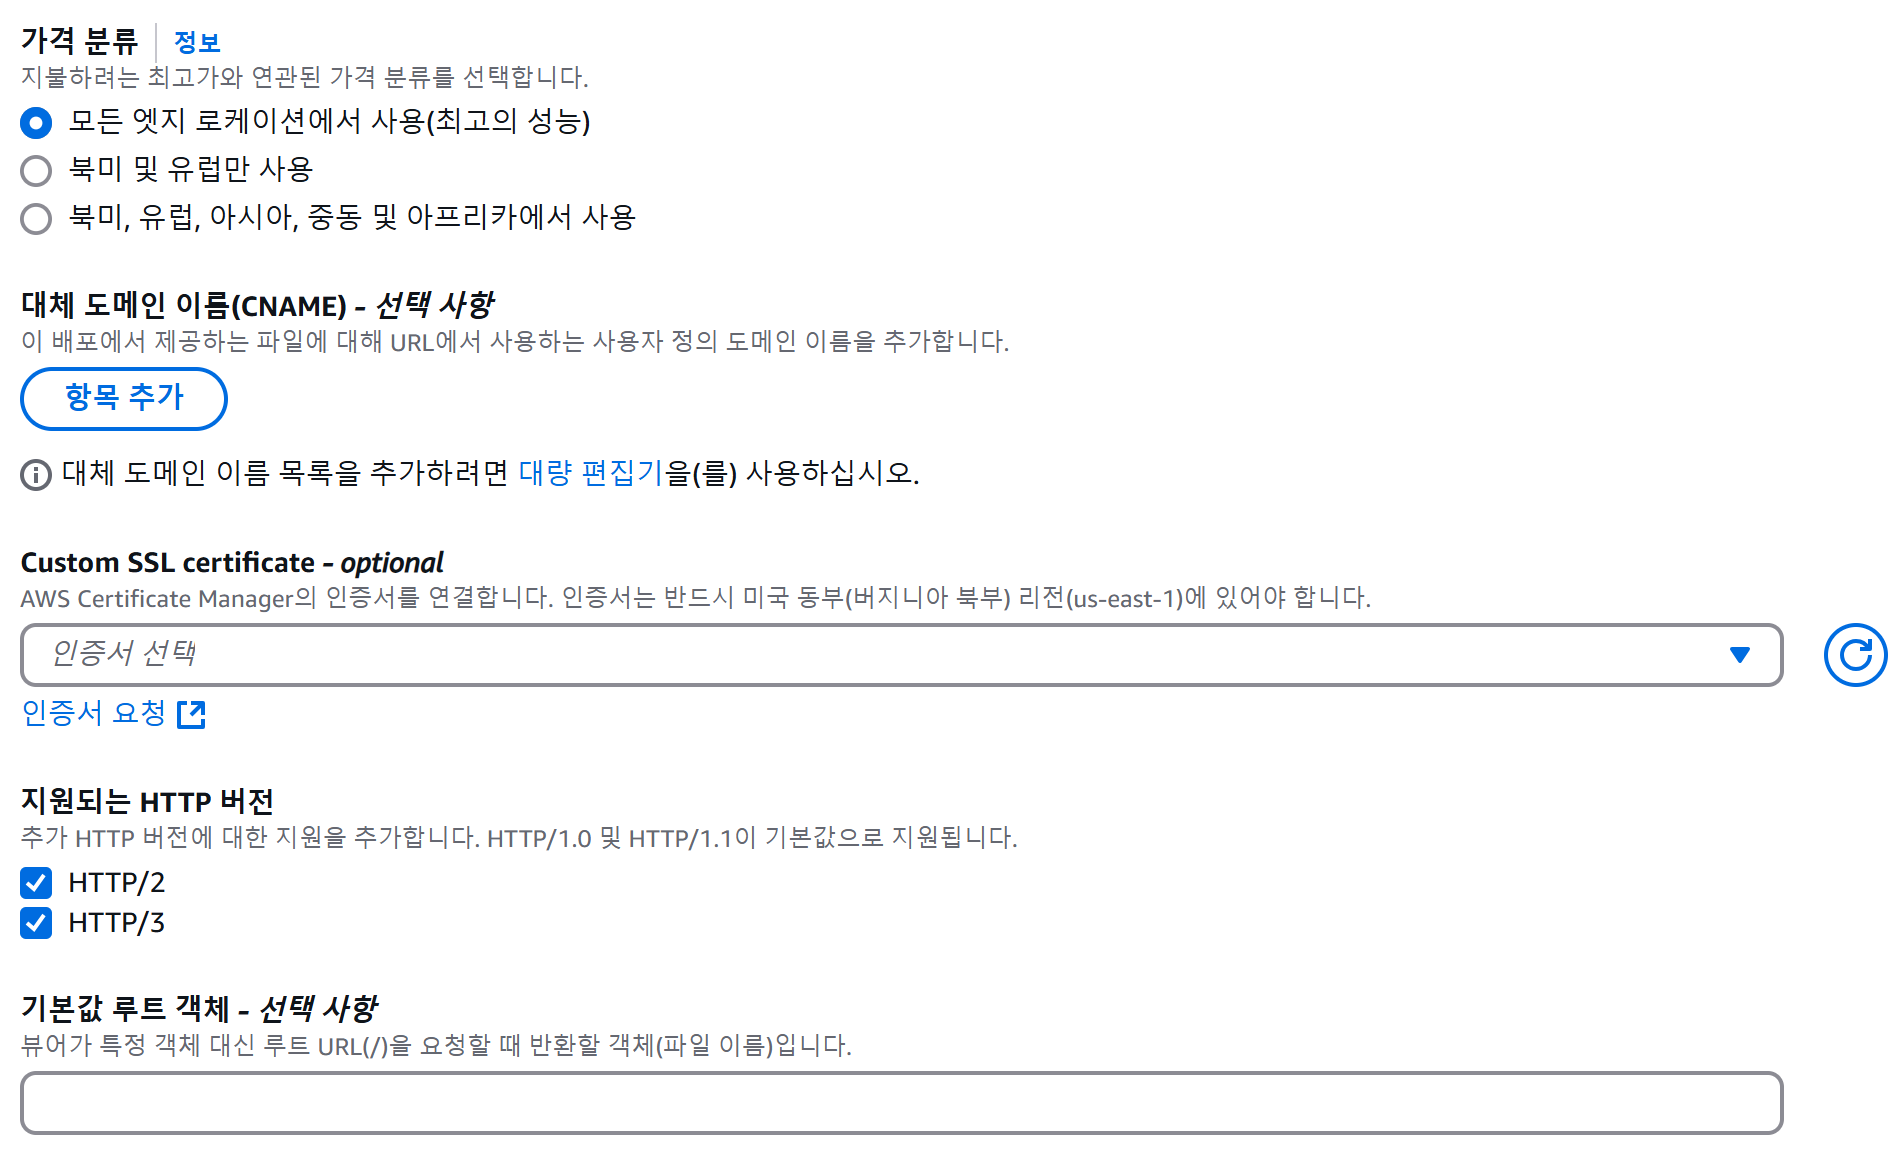 가격 분류 정보
지불하려는 최고가와 연관된 가격 분류를 선택합니다.
모든 엣지 로케이션에서 사용(최고의 성능)
북미 및 유럽만 사용
북미, 유럽, 아시아, 중동 및 아프리카에서 사용
대체 도메인 이름(CNAME) - 선택 사항
이 배포에서 제공하는 파일에 대해 URL에서 사용하는 사용자 정의 도메인 이름을 추가합니다.
항목 추가
대체 도메인 이름 목록을 추가하려면 대량 편집기을(를) 사용하십시오.
Custom SSL certificate - optional
AWS Certificate Manager의 인증서를 연결합니다. 인증서는 반드시 미국 동부(버지니아 북부) 리전(us-east-1)에 있어야 합니다.
인증서 선택
인증서 요청
지원되는 HTTP 버전
추가 HTTP 버전에 대한 지원을 추가합니다. HTTP/1.0 및 HTTP/1.1이 기본값으로 지원됩니다.
HTTP/2
HTTP/3
기본값 루트 객체 - 선택 사항
뷰어가 특정 객체 대신 루트 URL(/)을 요청할 때 반환할 객체(파일 이름)입니다.